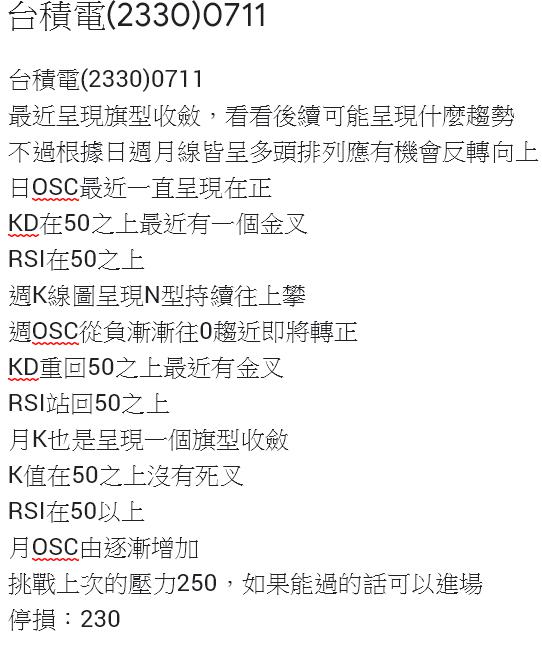 台積電(2330)0711
台積電(2330)0711
最近呈現旗型收斂，看看後續可能呈現什麼趨勢
不過根據日週月線皆呈多頭排列應有機會反轉向上
日OSC最近一直呈現在正
KD在50之上最近有一個金叉
RSI在50之上
週K線圖呈現N型持續往上攀
週OSC從負漸漸往0趨近即將轉正
KD重回50之上最近有金叉
RSI站回50之上
月K也是呈現一個旗型收斂
K值在50之上沒有死叉
RSI在50以上
月OSC由逐漸增加
挑戰上次的壓力250，如果能過的話可以進場
停損：230